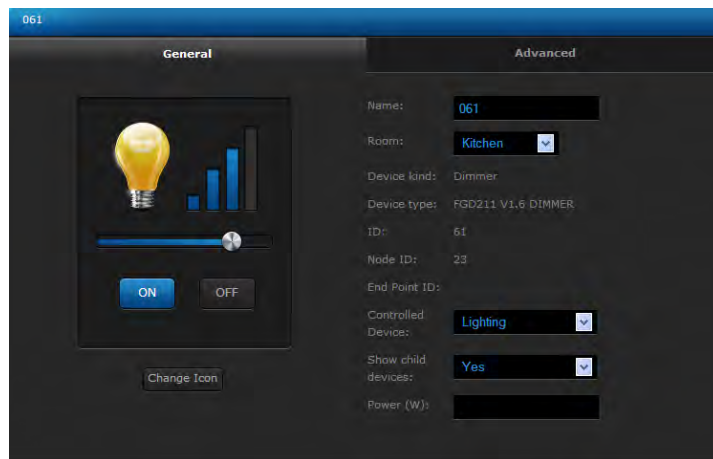 061
General
Advanced
Name: 061
Room: Kitchen
Device kind: Dimmer
Device type: FGD211 V1.6 DIMMER
ID: 61
Node ID: 23
End Point ID:
Controlled
Device: Lighting
Show child
devices: Yes
Power (W):
ON
OFF
Change Icon